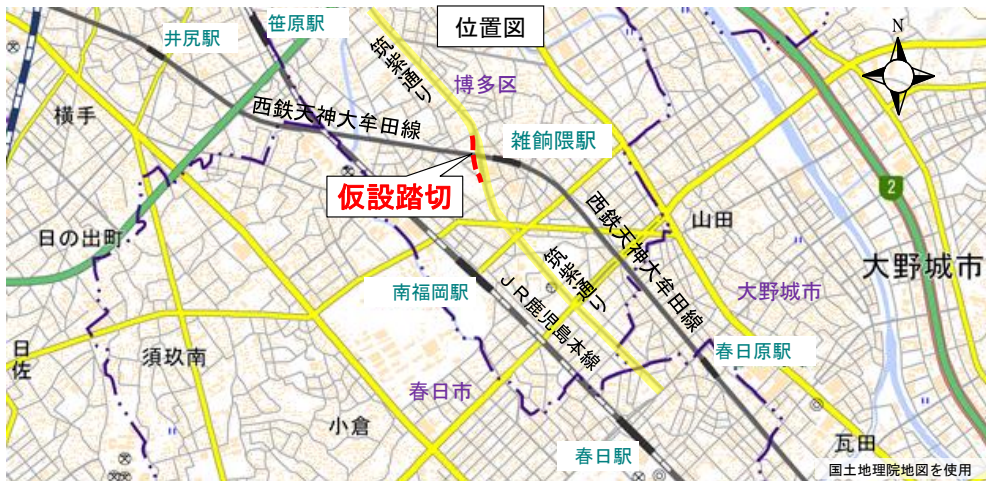 位置図
N
井尻駅
笹原駅
筑紫通り
博多区
横手
西鉄天神大牟田線
雑餉隈駅
仮設踏切
2
日の出町
西鉄天神大牟田線
山田
筑紫通り
大野城市
南福岡駅
JR鹿児島本線
大野城市
日佐
須玖南
春日原駅
春日市
小倉
瓦田
春日駅
国土地理院地図を使用